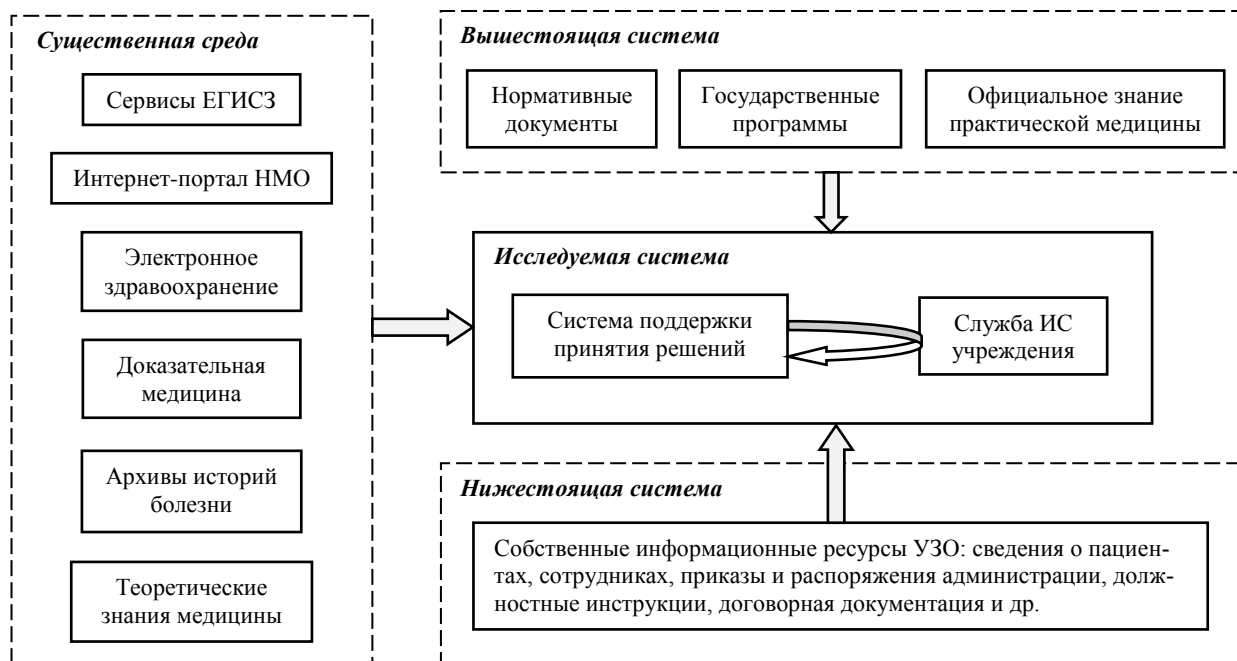 Существенная среда
Сервисы ЕГИСЗ
Интернет-портал НМО
Электронное
здравоохранение
Доказательная
медицина
Архивы историй
болезни
Теоретические
знания медицины
Вышестоящая система
Нормативные
документы
Государственные
программы
Официальное знание
практической медицины
Исследуемая система
Система поддержки
принятия решений
Служба ИС
учреждения
Нижестоящая система
Собственные информационные ресурсы УЗО: сведения о пациен-
тах, сотрудниках, приказы и распоряжения администрации, долж-
ностные инструкции, договорная документация и др.